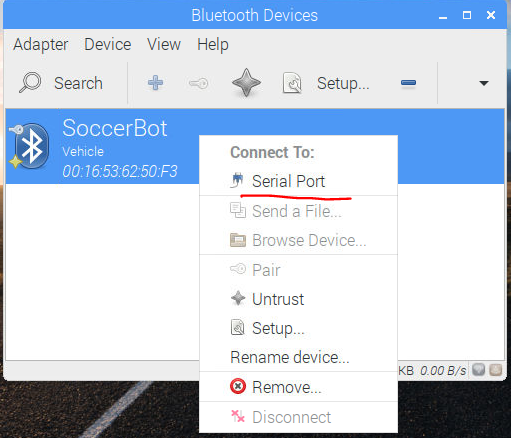 Bluetooth Devices
Adapter Device View Help
Search Setup...
SoccerBot
Vehicle
00:16:53:62:50:F3
Connect To:
Serial Port
Send a File...
Browse Device...
Pair
Untrust
Setup...
Rename device...
Remove...
Disconnect
KB 0.00 B/s